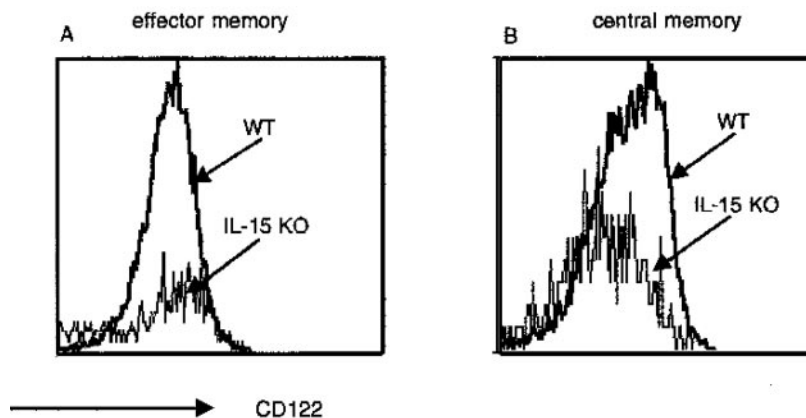 A
effector memory
B
central memory
WT
IL-15 KO
WT
IL-15 KO
CD122